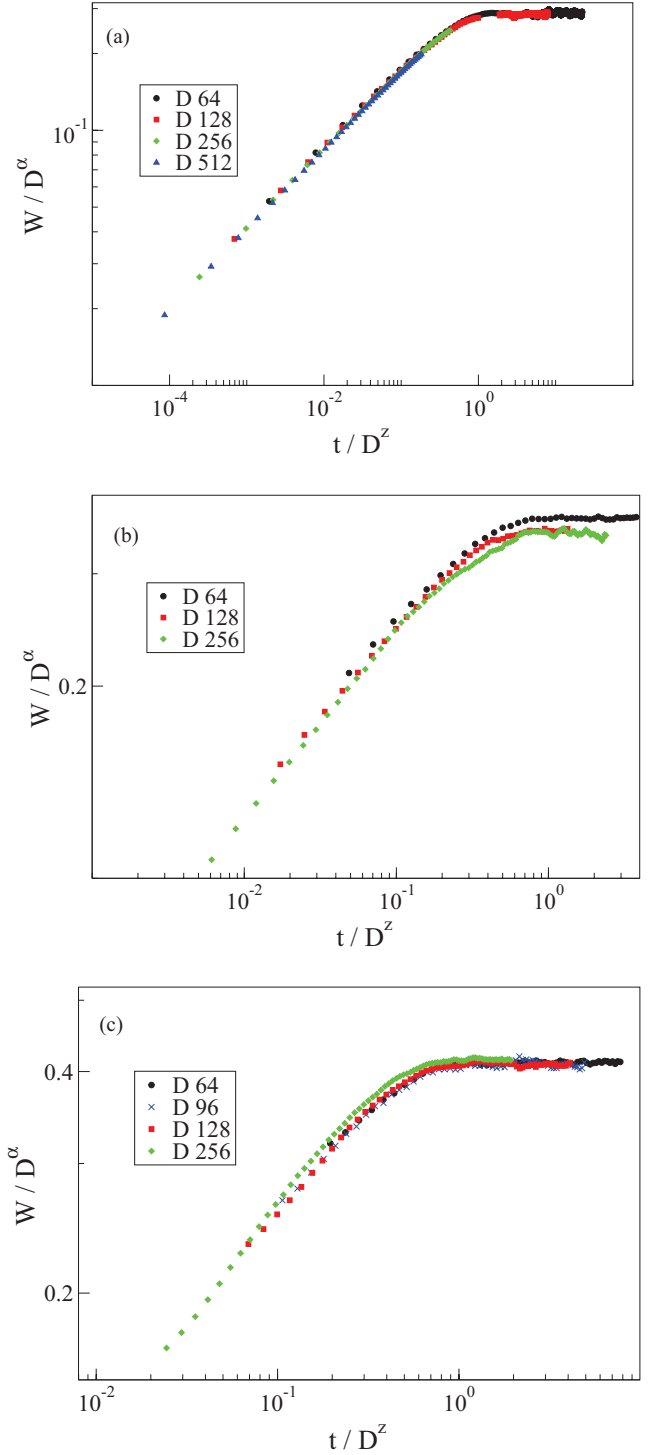 (a)
D 64
D 128
D 256
D 512
10^-1
W / D^α
10^-4
10^-2
10^0
t / D^z
(b)
D 64
D 128
D 256
0.2
W / D^α
10^-2
10^-1
10^0
t / D^z
(c)
D 64
D 96
D 128
D 256
0.4
0.2
W / D^α
10^-2
10^-1
10^0
t / D^z